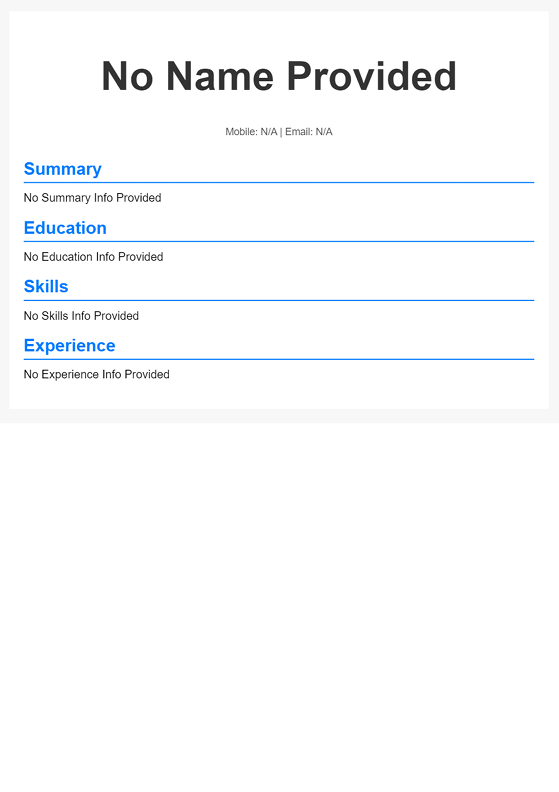 No Name Provided
Mobile: N/A | Email: N/A
Summary
No Summary Info Provided
Education
No Education Info Provided
Skills
No Skills Info Provided
Experience
No Experience Info Provided